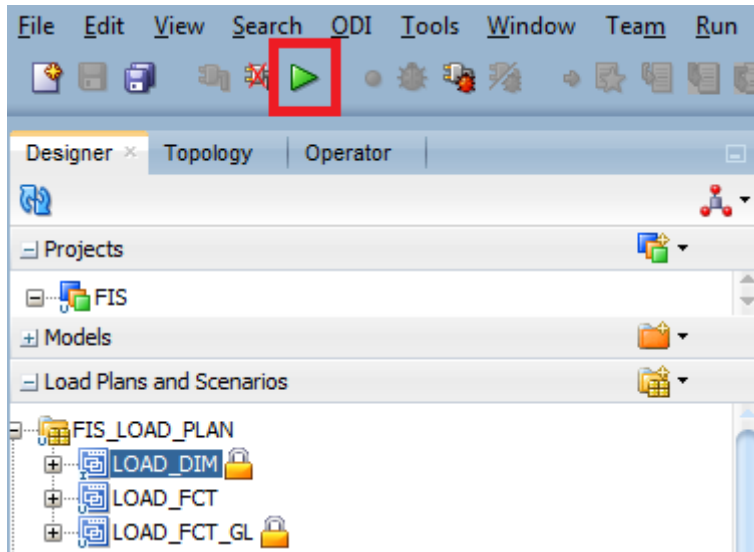 File Edit View Search ODI Tools Window Team Run
Designer Topology Operator
Projects
FIS
Models
Load Plans and Scenarios
FIS_LOAD_PLAN
LOAD_DIM
LOAD_FCT
LOAD_FCT_GL